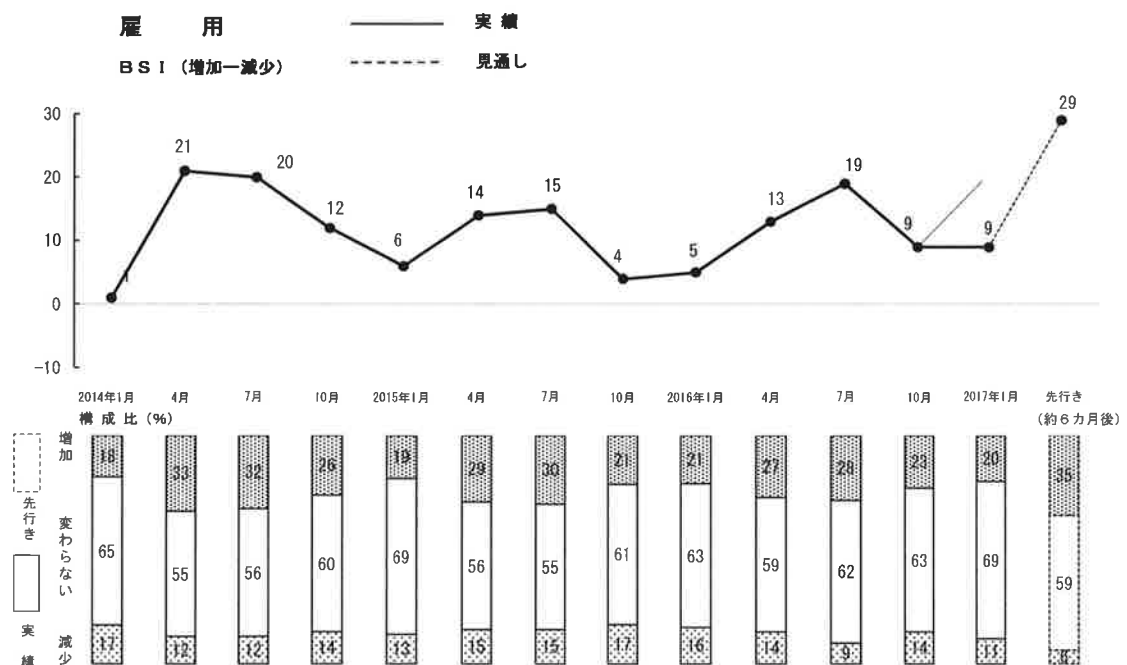 雇 用
実 績
BSI (増加ー減少)
見通し
30
20
10
0
-10
1
21
20
12
6
14
15
4
5
13
19
9
9
29
2014年1月 4月 7月 10月 2015年1月 4月 7月 10月 2016年1月 4月 7月 10月 2017年1月 先行き
構 成 比 (%)
(約6カ月後)
増加
先行き
変わらない
実 績
減少
18 33 32 26 19 29 30 21 21 27 28 23 20 35
65 55 56 60 69 56 55 61 63 59 62 63 69 59
17 12 12 14 13 15 15 17 16 14 9 14 11 6